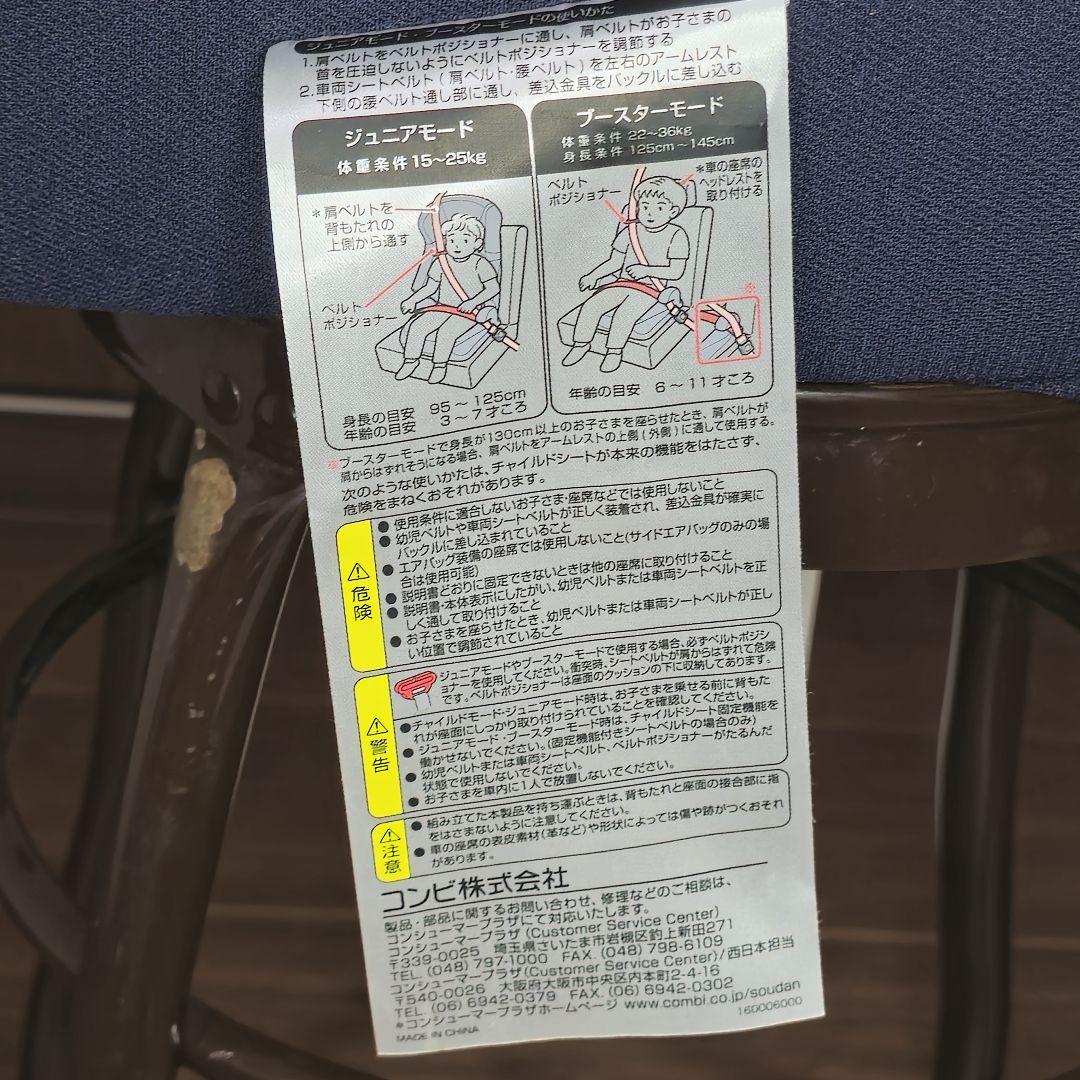 ジュニアモード・ブースターモードの使いかた
1.肩ベルトをベルトポジショナーに通し、肩ベルトがお子さまの
首を圧迫しないようにベルトポジショナーを調節する
2.車両シートベルト(肩ベルト・腰ベルト)を左右のアームレスト
下側の腰ベルト通し部に通し、差込金具をバックルに差し込む
ジュニアモード
体重条件 15〜25kg
*肩ベルトを
背もたれの
上側から通す
ベルト
ポジショナー
身長の目安 95 〜 125cm
年齢の目安 3 〜 7才ころ
ブースターモード
体重条件 22〜36kg
身長条件 125cm〜145cm
ベルト
ポジショナー
*車の座席の
ヘッドレストを
取り付ける
※
年齢の目安 6 〜 11才ころ
※ブースターモードで身長が130cm以上のお子さまを座らせたとき、肩ベルトが
肩からはずれそうになる場合、肩ベルトをアームレストの上側(外側)に通して使用する。
次のような使いかたは、チャイルドシートが本来の機能をはたさず、
危険をまねくおそれがあります。
危険
●使用条件に適合しないお子さま・座席などでは使用しないこと
●幼児ベルトや車両シートベルトが正しく装着され、差込金具が確実に
バックルに差し込まれていること
●エアバッグ装備の座席では使用しないこと(サイドエアバッグのみの場
合は使用可能)
●説明書どおりに固定できないときは他の座席に取り付けること
●説明書・本体表示にしたがい、幼児ベルトまたは車両シートベルトを正
しく通して取り付けること
●お子さまを座らせたとき、幼児ベルトまたは車両シートベルトが正し
い位置で調節されていること
警告
ジュニアモードやブースターモードで使用する場合、必ずベルトポジシ
ョナーを使用してください。衝突時、シートベルトが肩からはずれて危険
です。ベルトポジショナーは座面のクッションの下に収納してあります。
●チャイルドモード・ジュニアモード時は、お子さまを乗せる前に背もた
れが座面にしっかり取り付けられていることを確認してください。
●ジュニアモード・ブースターモード時は、チャイルドシート固定機能を
働かせないでください。(固定機能付きシートベルトの場合のみ)
●幼児ベルトまたは車両シートベルト、ベルトポジショナーがたるんだ
状態で使用しないでください。
●お子さまを車内に1人で放置しないでください。
注意
●組み立てた本製品を持ち運ぶときは、背もたれと座面の接合部に指
をはさまないように注意してください。
●車の座席の表皮素材(革など)や形状によっては傷や跡がつくおそれ
があります。
コンビ株式会社
製品・部品に関するお問い合わせ、修理などのご相談は、
コンシューマープラザにて対応いたします。
コンシューマープラザ(Customer Service Center)
〒339-0025 埼玉県さいたま市岩槻区釣上新田271
TEL. (048) 797-1000 FAX. (048) 798-6109
コンシューマープラザ(Customer Service Center)/西日本担当
〒540-0026 大阪府大阪市中央区内本町2-4-16
TEL. (06) 6942-0379 FAX. (06) 6942-0302
*コンシューマープラザホームページ www.combi.co.jp/soudan
MADE IN CHINA
160006000